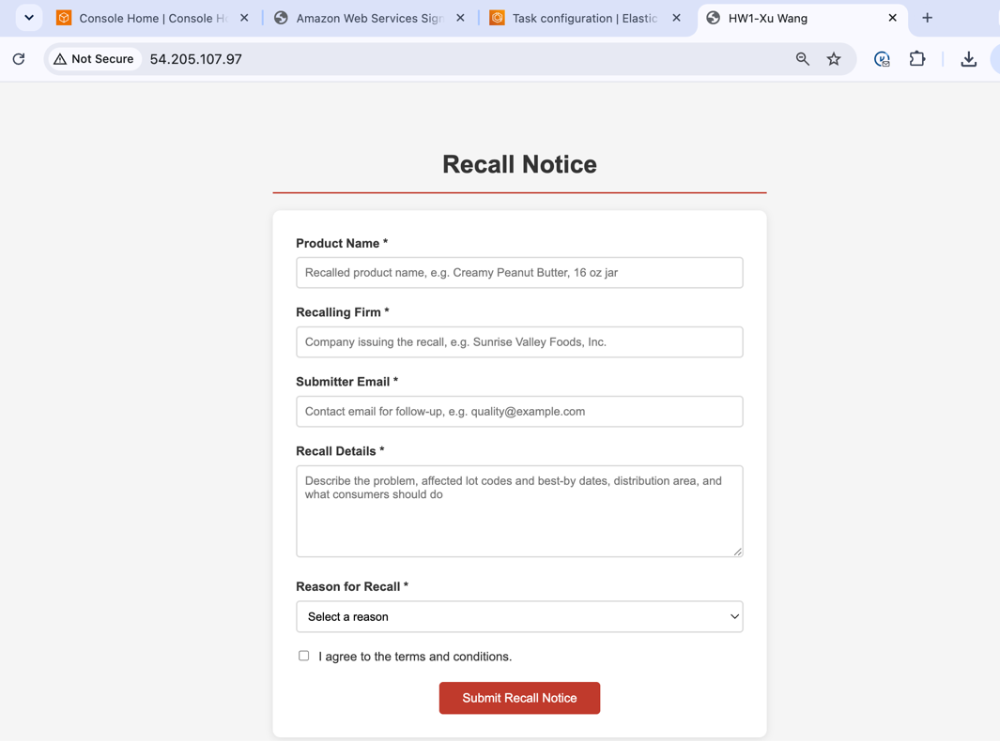 Console Home | Console H
Amazon Web Services Sign
Task configuration | Elastic
HW1-Xu Wang
Not Secure
54.205.107.97
Recall Notice
Product Name *
Recalled product name, e.g. Creamy Peanut Butter, 16 oz jar
Recalling Firm *
Company issuing the recall, e.g. Sunrise Valley Foods, Inc.
Submitter Email *
Contact email for follow-up, e.g. quality@example.com
Recall Details *
Describe the problem, affected lot codes and best-by dates, distribution area, and
what consumers should do
Reason for Recall *
Select a reason
I agree to the terms and conditions.
Submit Recall Notice